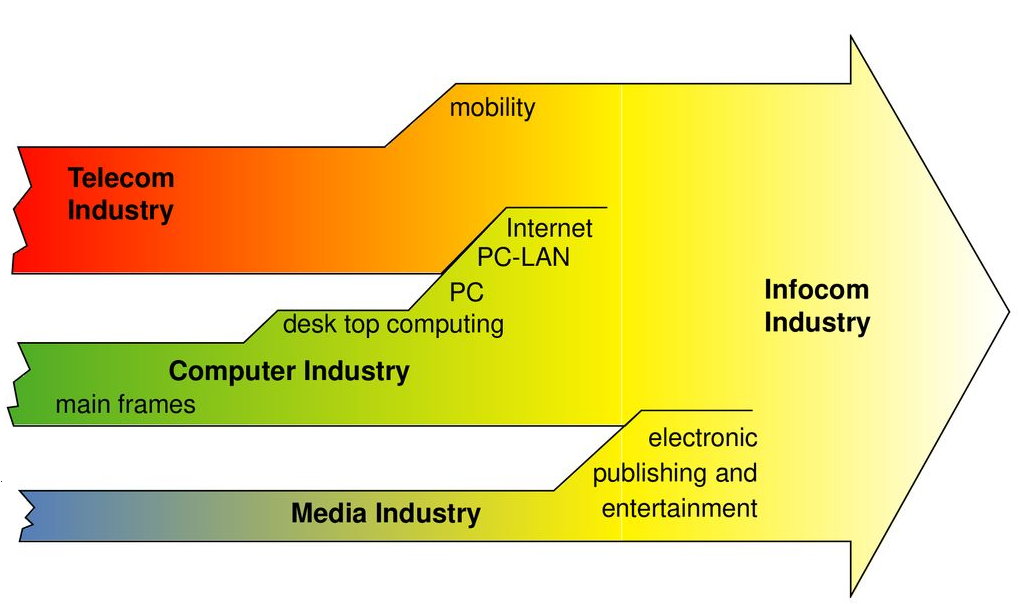 mobility
Telecom
Industry
Internet
PC-LAN
PC
desk top computing
Computer Industry
main frames
Infocom
Industry
electronic
publishing and
entertainment
Media Industry